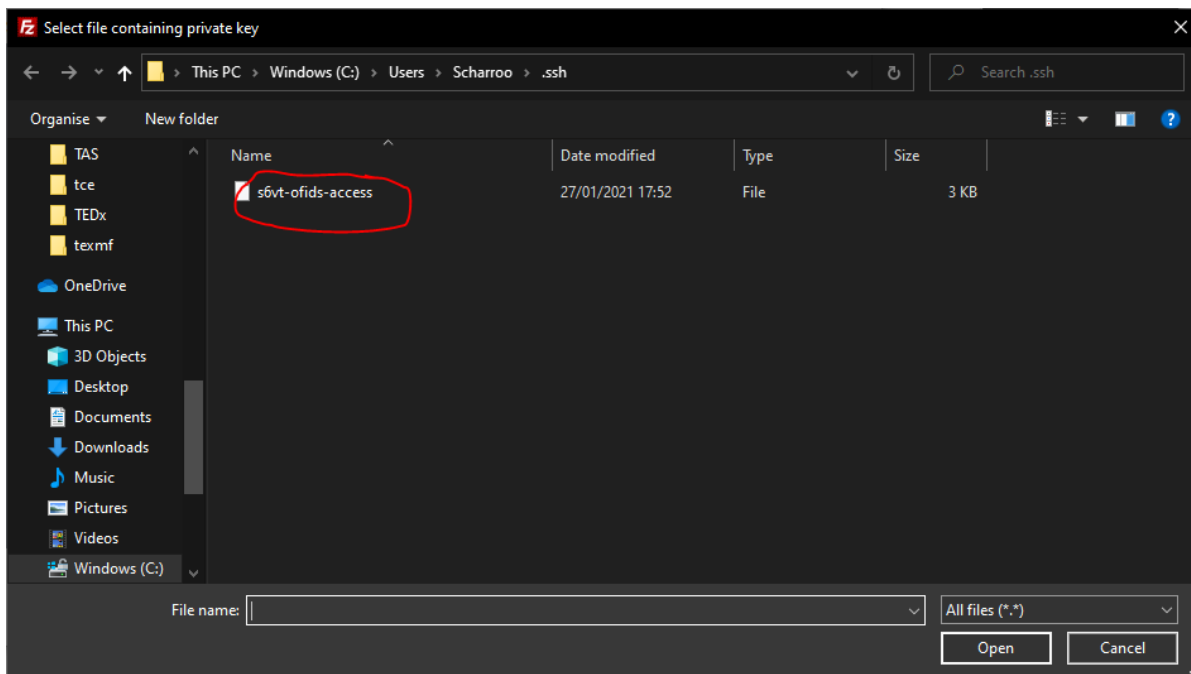 Fz Select file containing private key
This PC > Windows (C:) > Users > Scharroo > .ssh
Search .ssh
Organise New folder
Name Date modified Type Size
s6vt-ofids-access 27/01/2021 17:52 File 3 KB
TAS
tce
TEDx
texmf
OneDrive
This PC
3D Objects
Desktop
Documents
Downloads
Music
Pictures
Videos
Windows (C:)
File name: All files (*.*)
Open Cancel